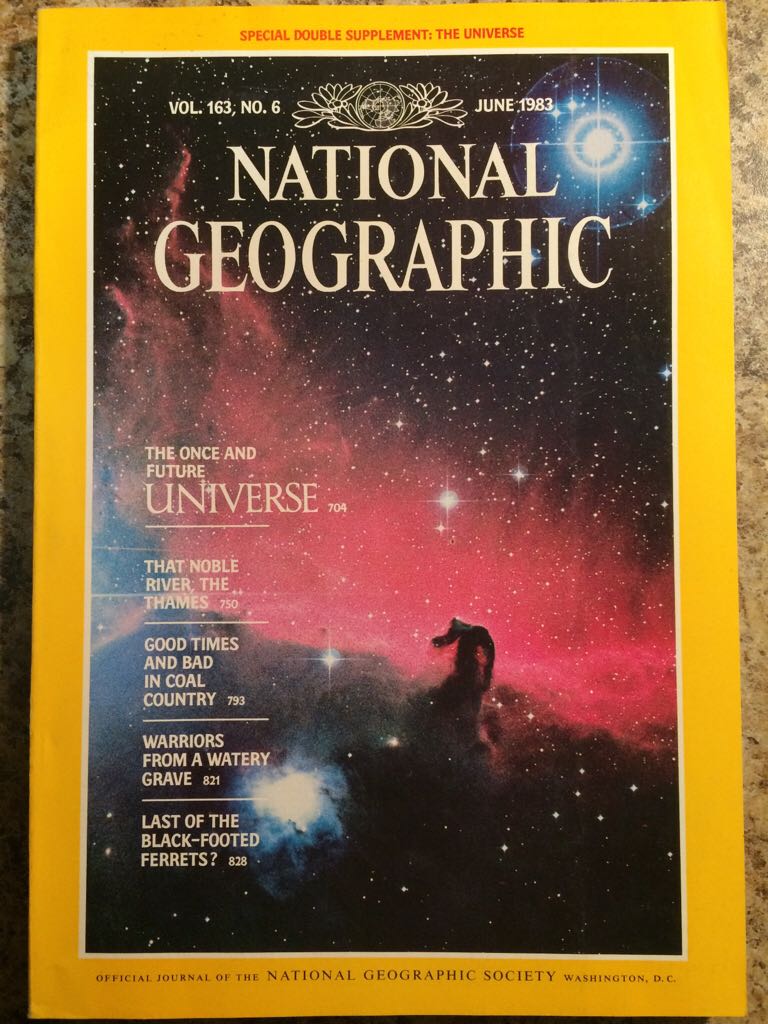 SPECIAL DOUBLE SUPPLEMENT: THE UNIVERSE
VOL. 163, NO. 6
JUNE 1983
NATIONAL
GEOGRAPHIC
THE ONCE AND
FUTURE
UNIVERSE 704
THAT NOBLE
RIVER, THE
THAMES 750
GOOD TIMES
AND BAD
IN COAL
COUNTRY 793
WARRIORS
FROM A WATERY
GRAVE 821
LAST OF THE
BLACK-FOOTED
FERRETS? 828
OFFICIAL JOURNAL OF THE NATIONAL GEOGRAPHIC SOCIETY WASHINGTON, D.C.